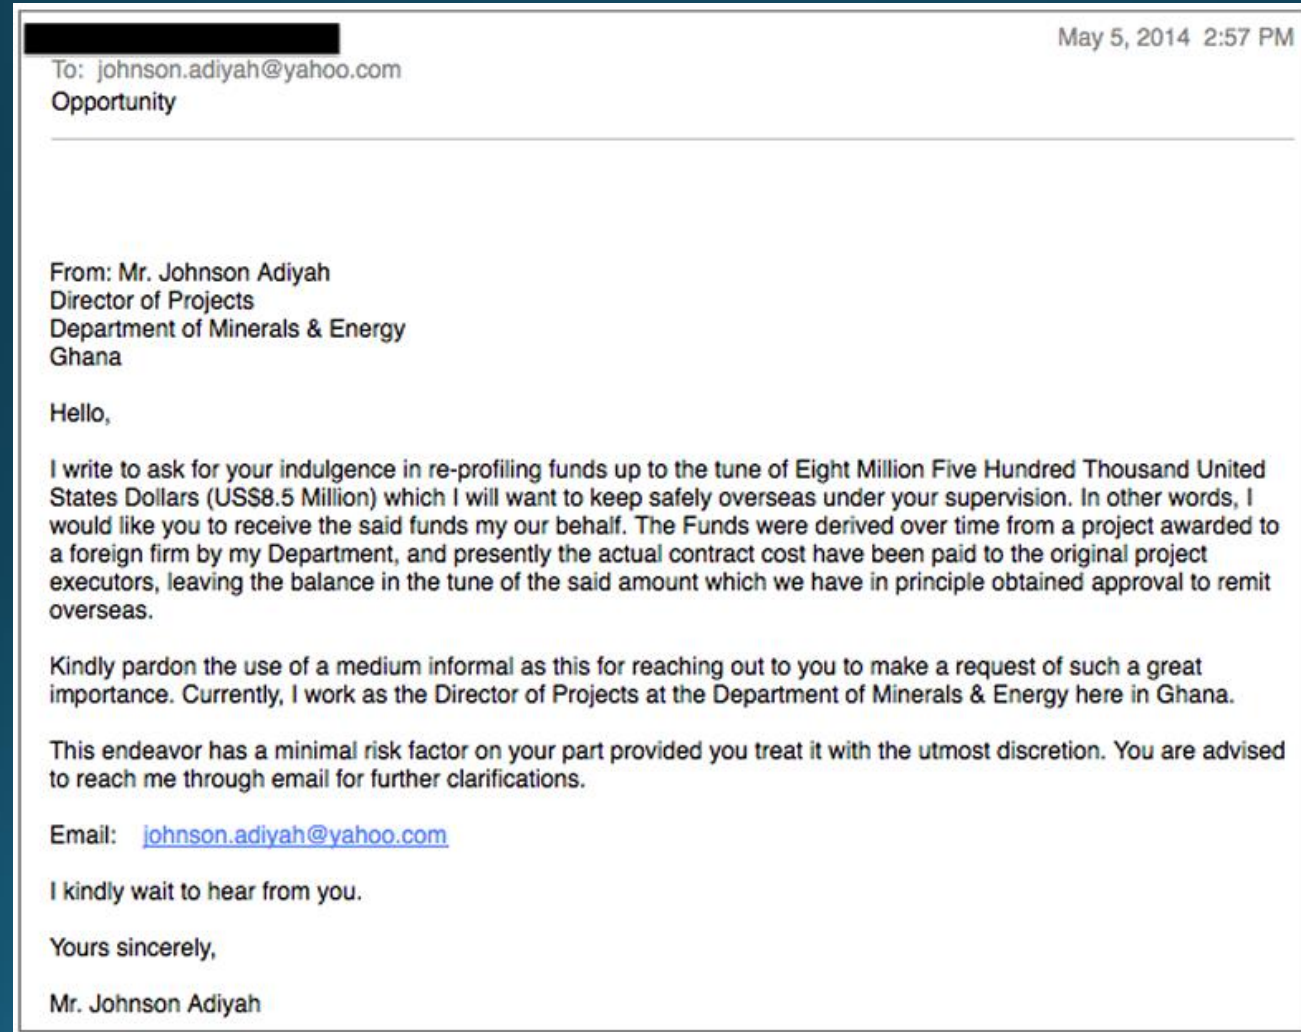 May 5, 2014 2:57 PM
To: johnson.adiyah@yahoo.com
Opportunity
From: Mr. Johnson Adiyah
Director of Projects
Department of Minerals & Energy
Ghana
Hello,
I write to ask for your indulgence in re-profiling funds up to the tune of Eight Million Five Hundred Thousand United
States Dollars (US$8.5 Million) which I will want to keep safely overseas under your supervision. In other words, I
would like you to receive the said funds my our behalf. The Funds were derived over time from a project awarded to
a foreign firm by my Department, and presently the actual contract cost have been paid to the original project
executors, leaving the balance in the tune of the said amount which we have in principle obtained approval to remit
overseas.
Kindly pardon the use of a medium informal as this for reaching out to you to make a request of such a great
importance. Currently, I work as the Director of Projects at the Department of Minerals & Energy here in Ghana.
This endeavor has a minimal risk factor on your part provided you treat it with the utmost discretion. You are advised
to reach me through email for further clarifications.
Email: johnson.adiyah@yahoo.com
I kindly wait to hear from you.
Yours sincerely,
Mr. Johnson Adiyah